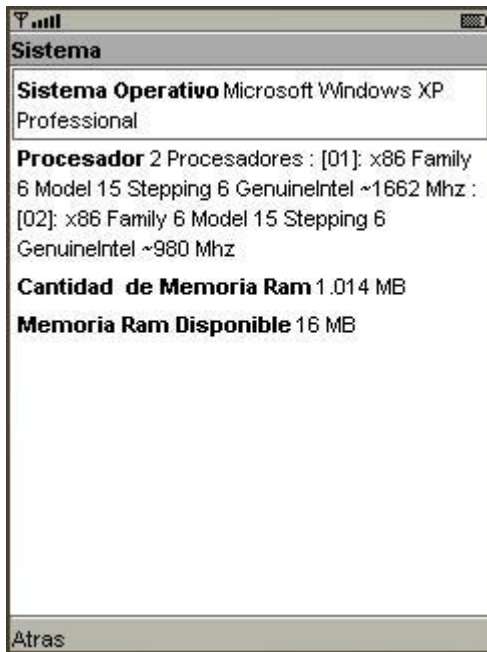 Sistema
Sistema Operativo Microsoft Windows XP
Professional
Procesador 2 Procesadores : [01]: x86 Family
6 Model 15 Stepping 6 GenuineIntel ~1662 Mhz :
[02]: x86 Family 6 Model 15 Stepping 6
GenuineIntel ~980 Mhz
Cantidad  de Memoria Ram 1.014 MB
Memoria Ram Disponible 16 MB
Atras